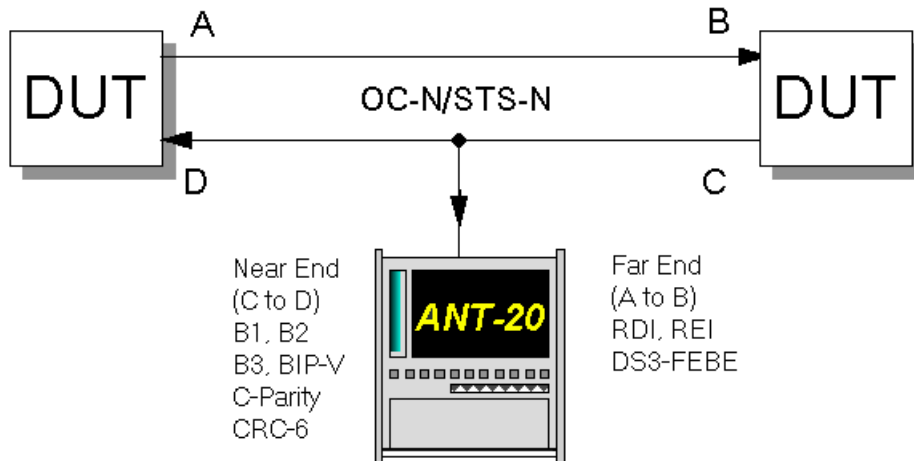 A
B
DUT
OC-N/STS-N
DUT
D
C
Near End
(C to D)
B1, B2
B3, BIP-V
C-Parity
CRC-6
ANT-20
Far End
(A to B)
RDI, REI
DS3-FEBE